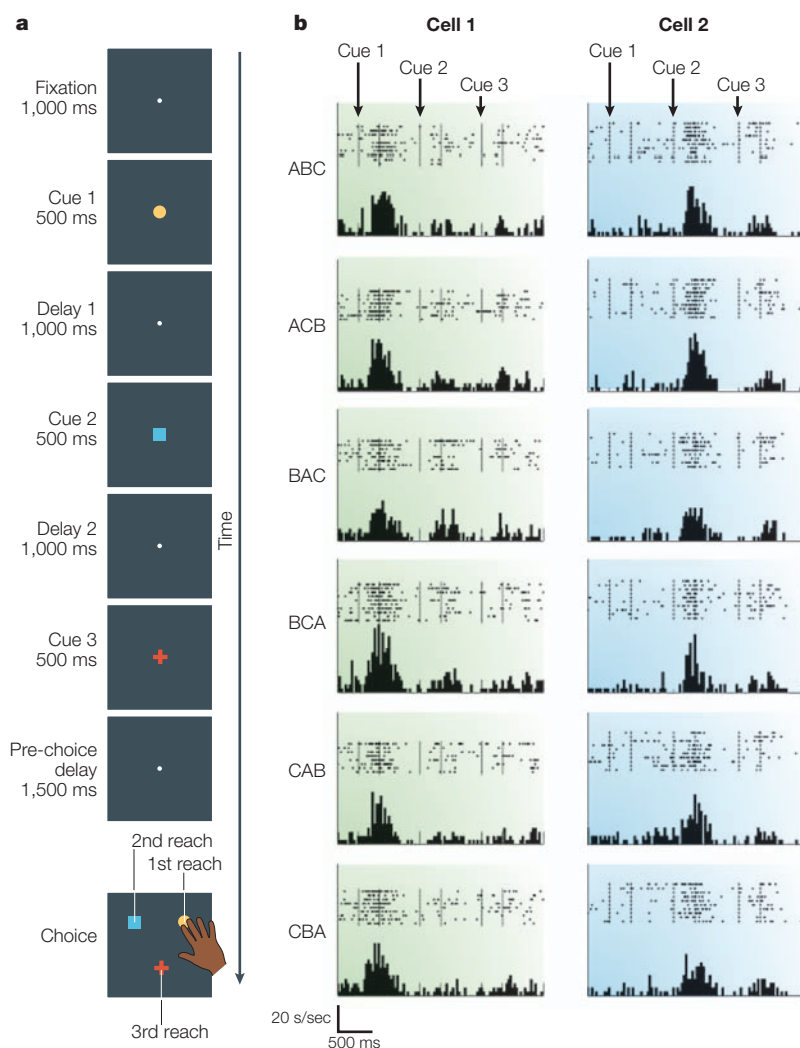 a
Fixation
1,000 ms
Cue 1
500 ms
Delay 1
1,000 ms
Cue 2
500 ms
Delay 2
1,000 ms
Cue 3
500 ms
Pre-choice
delay
1,500 ms
2nd reach
1st reach
Choice
3rd reach
Time
b
Cell 1
Cell 2
Cue 1
Cue 2
Cue 3
Cue 1
Cue 2
Cue 3
ABC
ACB
BAC
BCA
CAB
CBA
20 s/sec
500 ms